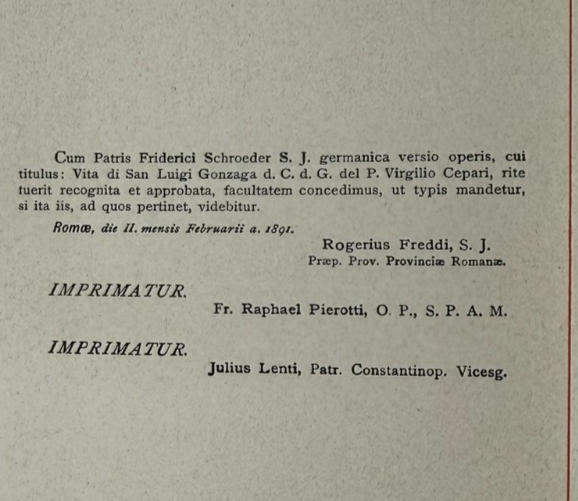 Cum Patris Friderici Schroeder S. J. germanica versio operis, cui
titulus: Vita di San Luigi Gonzaga d. C. d. G. del P. Virgilio Cepari, rite
tuerit recognita et approbata, facultatem concedimus, ut typis mandetur,
si ita iis, ad quos pertinet, videbitur.
Romæ, die II. mensis Februarii a. 1891.
Rogerius Freddi, S. J.
Præp. Prov. Provinciæ Romanæ.
IMPRIMATUR.
Fr. Raphael Pierotti, O. P., S. P. A. M.
IMPRIMATUR.
Julius Lenti, Patr. Constantinop. Vicesg.